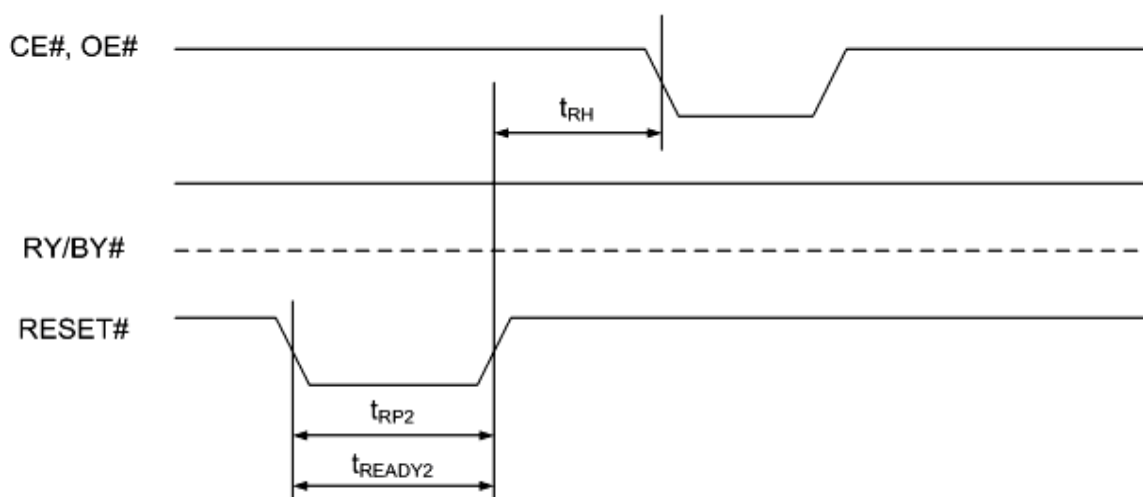 CE#, OE#
tRH
RY/BY#
RESET#
tRP2
tREADY2